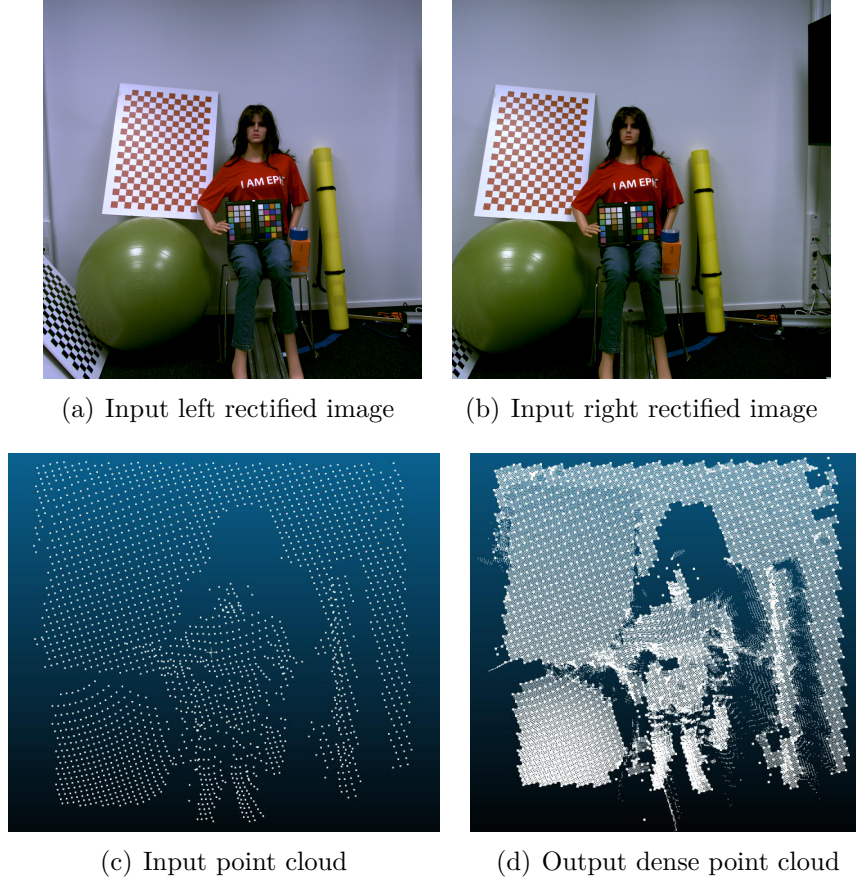 I AM EPIC
I AM EPIC
(a) Input left rectified image
(b) Input right rectified image
(c) Input point cloud
(d) Output dense point cloud